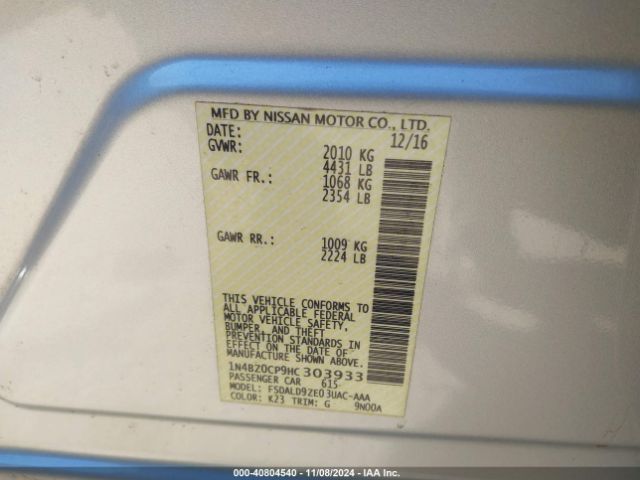 MFD BY NISSAN MOTOR CO., LTD.
DATE: 12/16
GVWR: 2010 KG
4431 LB
GAWR FR.: 1068 KG
2354 LB
GAWR RR.: 1009 KG
2224 LB
THIS VEHICLE CONFORMS TO
ALL APPLICABLE FEDERAL
MOTOR VEHICLE SAFETY,
BUMPER, AND THEFT
PREVENTION STANDARDS IN
EFFECT ON THE DATE OF
MANUFACTURE SHOWN ABOVE.
1N4BZ0CP9HC303933
PASSENGER CAR 615-
MODEL: FSDALD9ZE03UAC-AAA
COLOR: K23 TRIM: G 9N00A
000-40804540 - 11/08/2024 - IAA Inc.